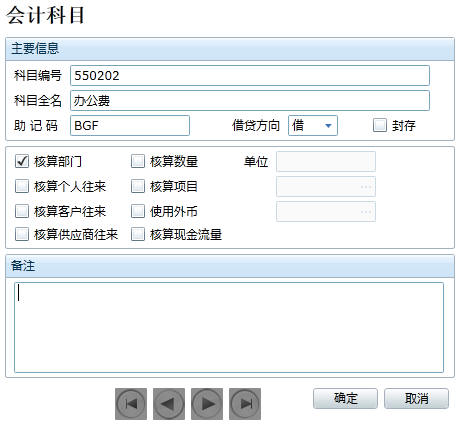 会计科目
主要信息
科目编号 550202
科目全名 办公费
助记码 BGF 借贷方向 借 封存
核算部门 核算数量 单位
核算个人往来 核算项目 ...
核算客户往来 使用外币 ...
核算供应商往来 核算现金流量
备注
确定 取消